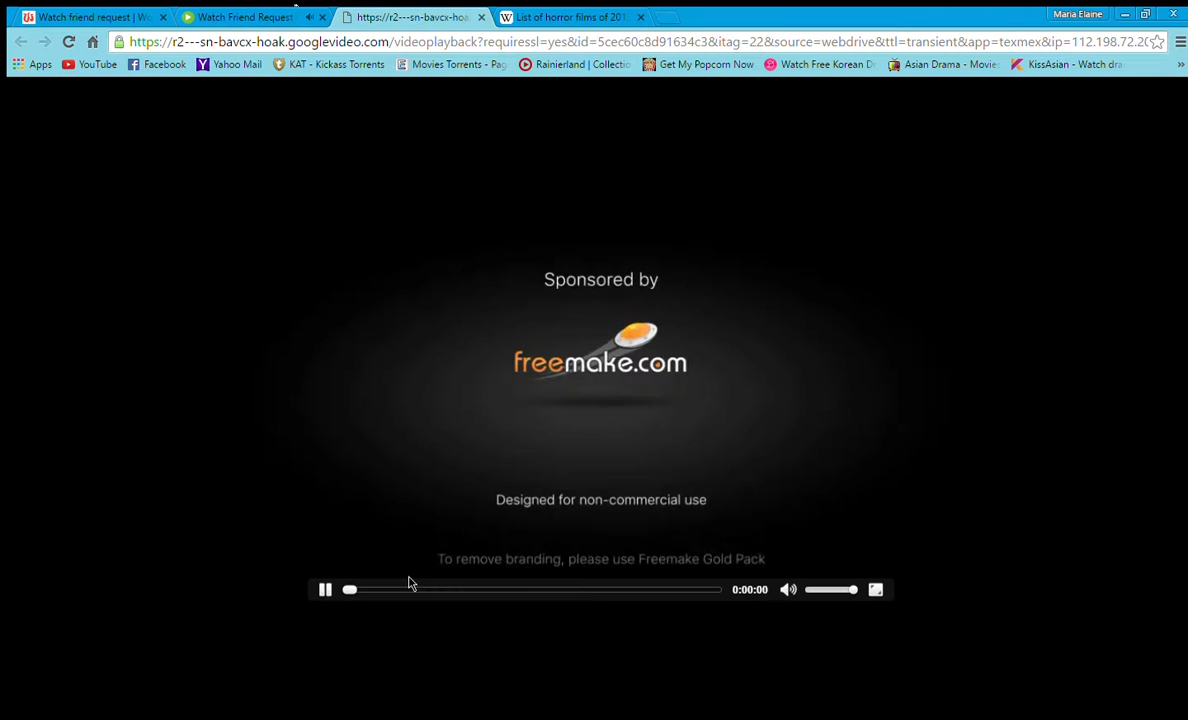 Watch friend request | Wo
Watch Friend Request
https://r2---sn-bavcx-hoa
List of horror films of 201
Maria Elaine
https://r2---sn-bavcx-hoak.googlevideo.com/videoplayback?requiressl=yes&id=5cec60c8d91634c3&itag=22&source=webdrive&ttl=transient&app=texmex&ip=112.198.72.20
Apps YouTube Facebook Yahoo Mail KAT - Kickass Torrents Movies Torrents - Pag Rainierland | Collectio Get My Popcorn Now Watch Free Korean D Asian Drama - Movie KissAsian - Watch dra »
Sponsored by
freemake.com
Designed for non-commercial use
To remove branding, please use Freemake Gold Pack
0:00:00